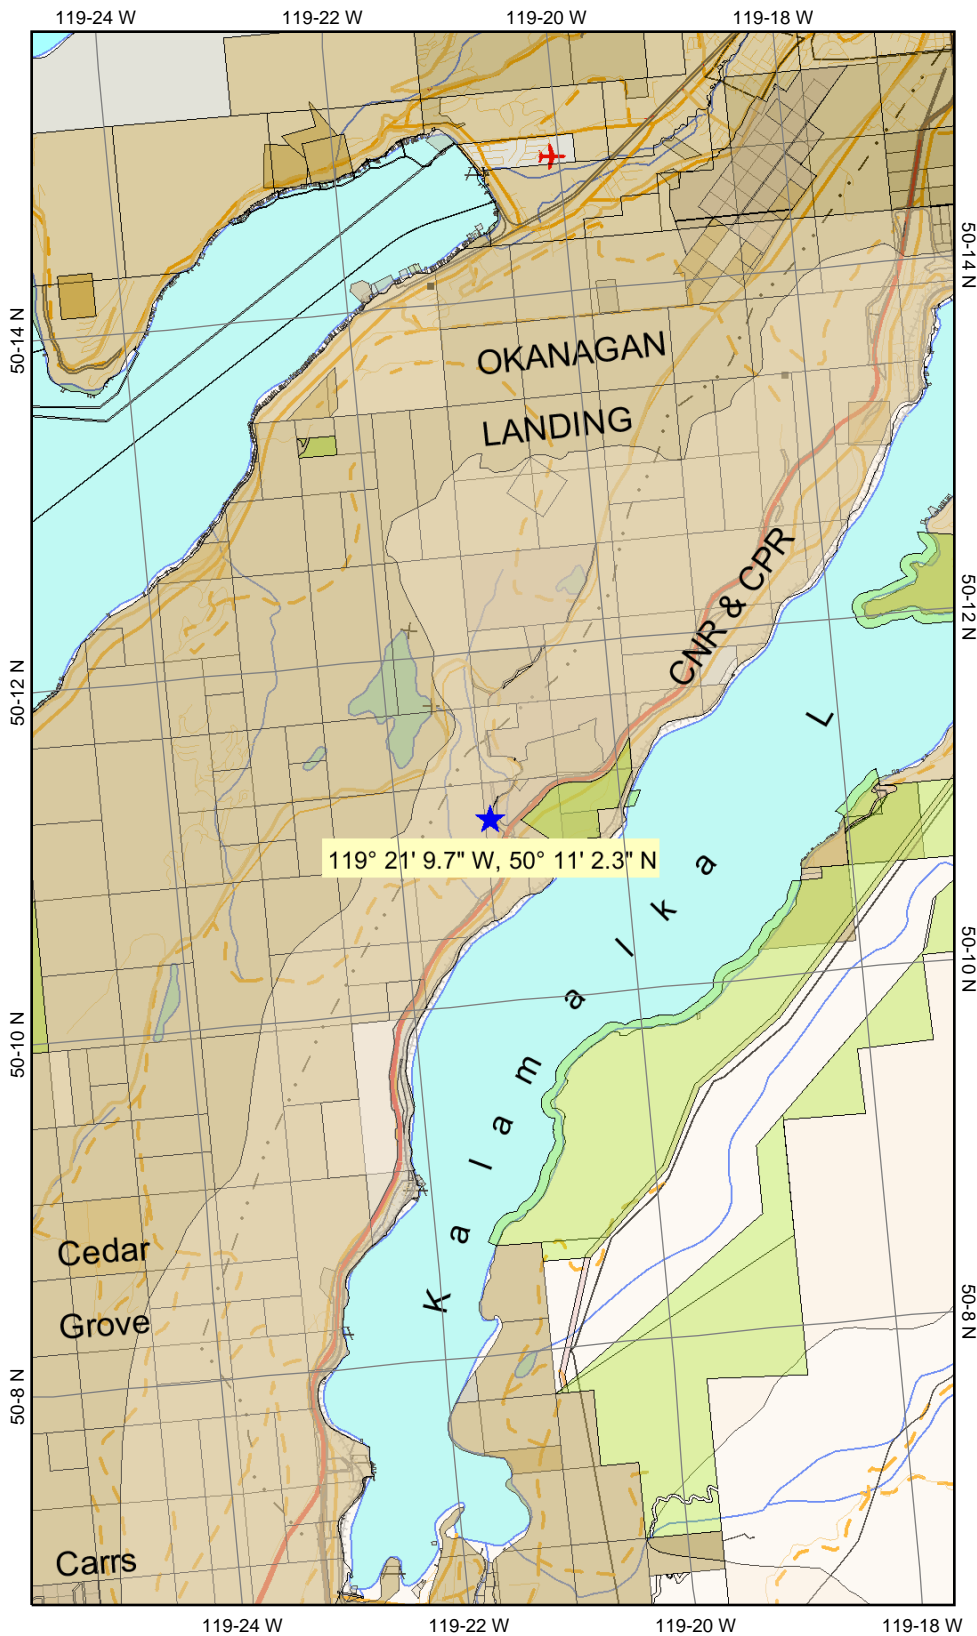 119-24 W
119-22 W
119-20 W
119-18 W
50-14 N
50-14 N
OKANAGAN
LANDING
CNR & CPR
50-12 N
50-12 N
119° 21' 9.7" W, 50° 11' 2.3" N
Kalamalka L
50-10 N
50-10 N
Cedar
Grove
50-8 N
50-8 N
Carrs
119-24 W
119-22 W
119-20 W
119-18 W